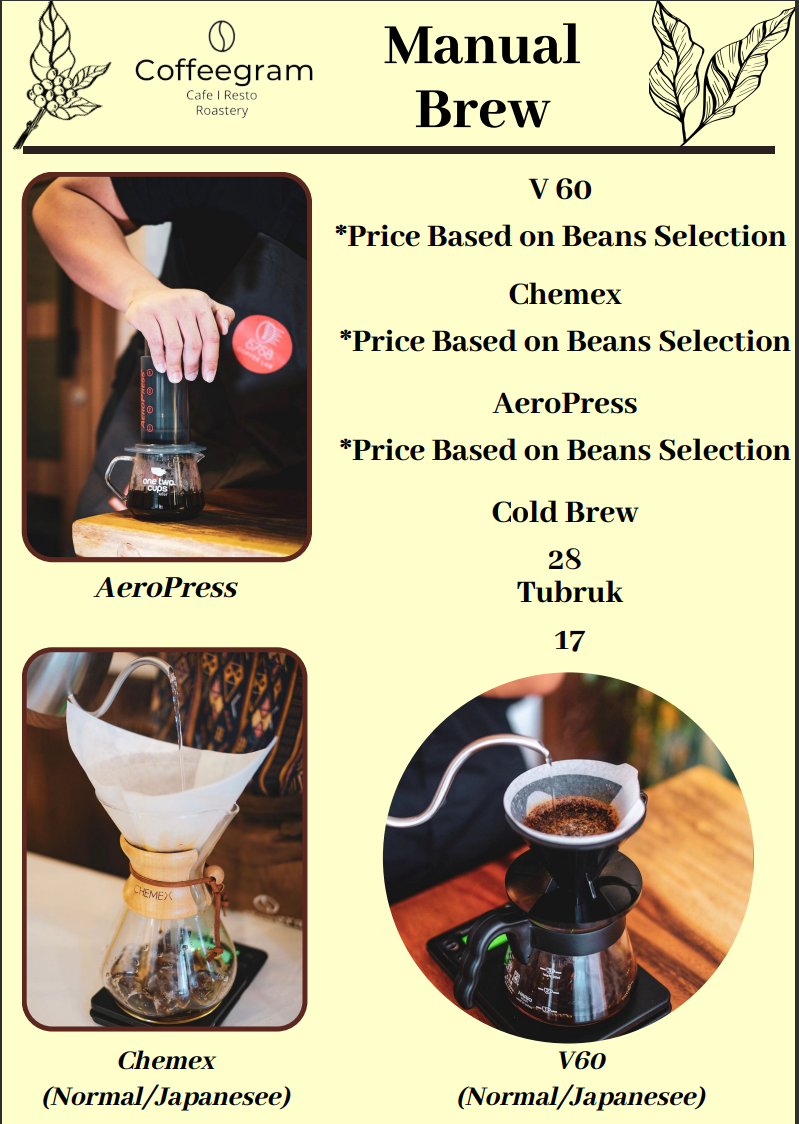 Coffeegram
Cafe I Resto
Roastery
Manual
Brew
V 60
*Price Based on Beans Selection
Chemex
*Price Based on Beans Selection
AeroPress
*Price Based on Beans Selection
Cold Brew
28
Tubruk
17
AEROPRESS
one two
cups
AeroPress
CHEMEX
Chemex
(Normal/Japanesee)
V60
(Normal/Japanesee)